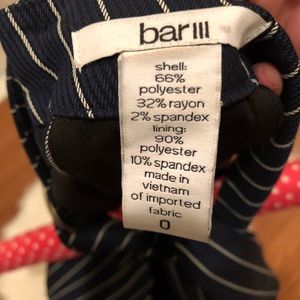 bar III
shell:
66%
polyester
32% rayon
2% spandex
lining:
90%
polyester
10% spandex
made in
vietnam
of imported
fabric
0